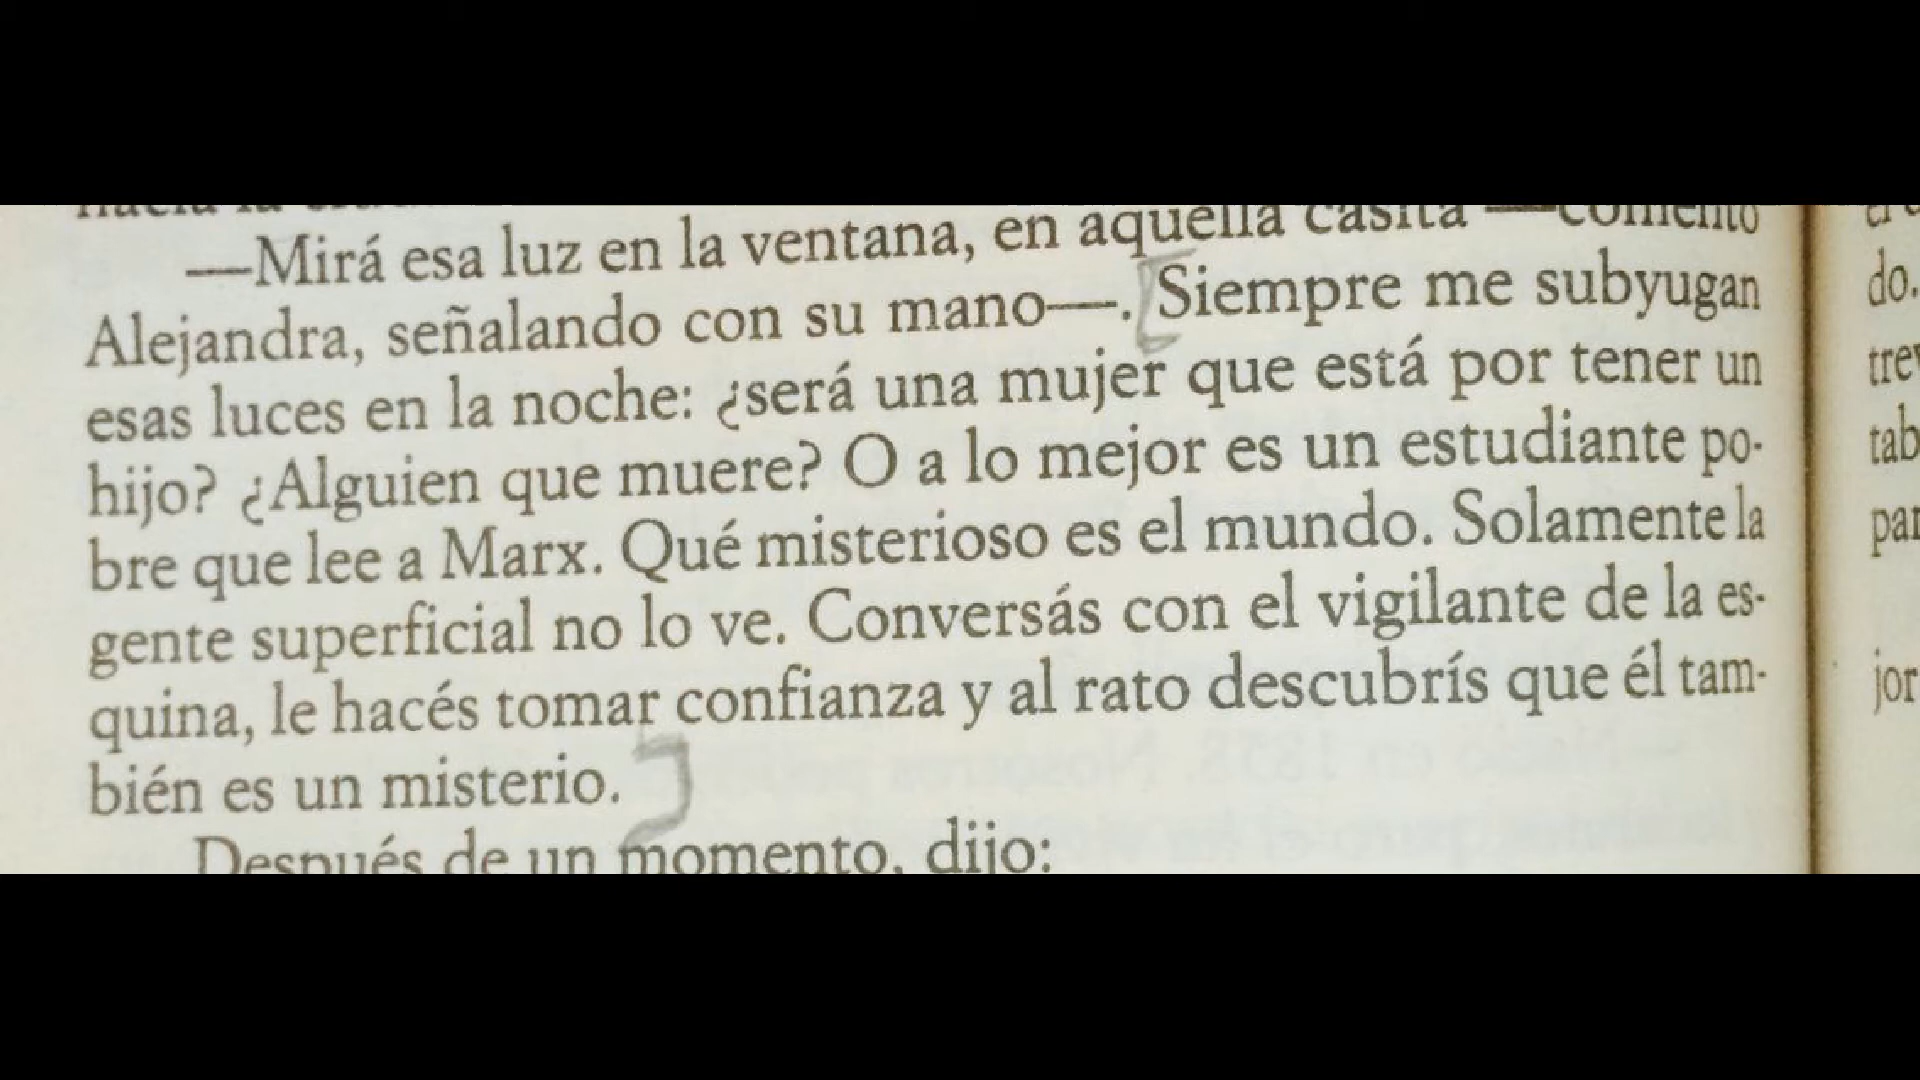 hacia la
—Mirá esa luz en la ventana, en aquella casita —comentó
Alejandra, señalando con su mano—. Siempre me subyugan
esas luces en la noche: ¿será una mujer que está por tener un
hijo? ¿Alguien que muere? O a lo mejor es un estudiante po-
bre que lee a Marx. Qué misterioso es el mundo. Solamente la
gente superficial no lo ve. Conversás con el vigilante de la es-
quina, le hacés tomar confianza y al rato descubrís que él tam-
bién es un misterio.
Después de un momento, dijo:
do.
tab
par
jor